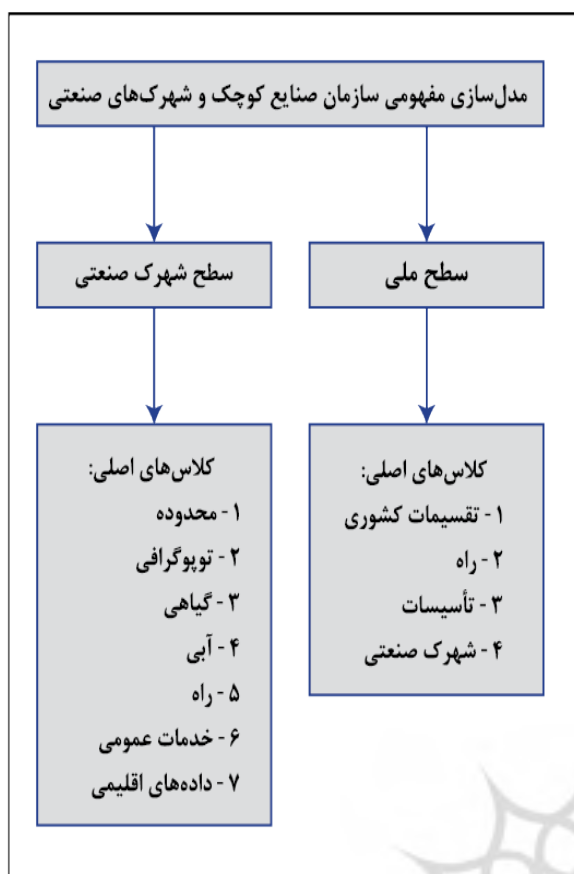 مدل‌سازی مفهومی سازمان صنایع کوچک و شهرک‌های صنعتی
سطح ملی
سطح شهرک صنعتی
کلاس‌های اصلی:
۱ - تقسیمات کشوری
۲ - راه
۳ - تأسیسات
۴ - شهرک صنعتی
کلاس‌های اصلی:
۱ - محدوده
۲ - توپوگرافی
۳ - گیاهی
۴ - آبی
۵ - راه
۶ - خدمات عمومی
۷ - داده‌های اقلیمی